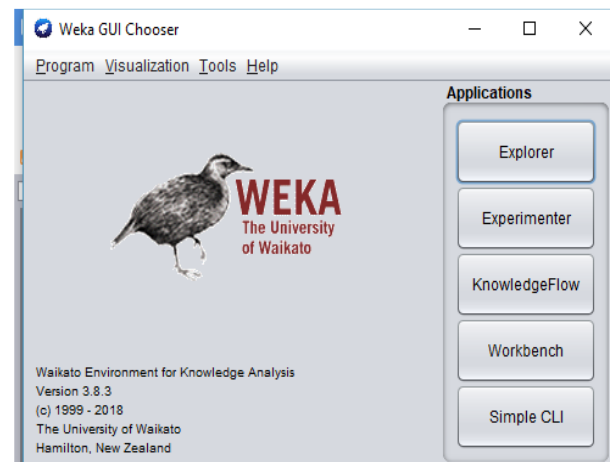 Weka GUI Chooser
Program Visualization Tools Help
Applications
Explorer
Experimenter
KnowledgeFlow
Workbench
Simple CLI
WEKA
The University
of Waikato
Waikato Environment for Knowledge Analysis
Version 3.8.3
(c) 1999 - 2018
The University of Waikato
Hamilton, New Zealand